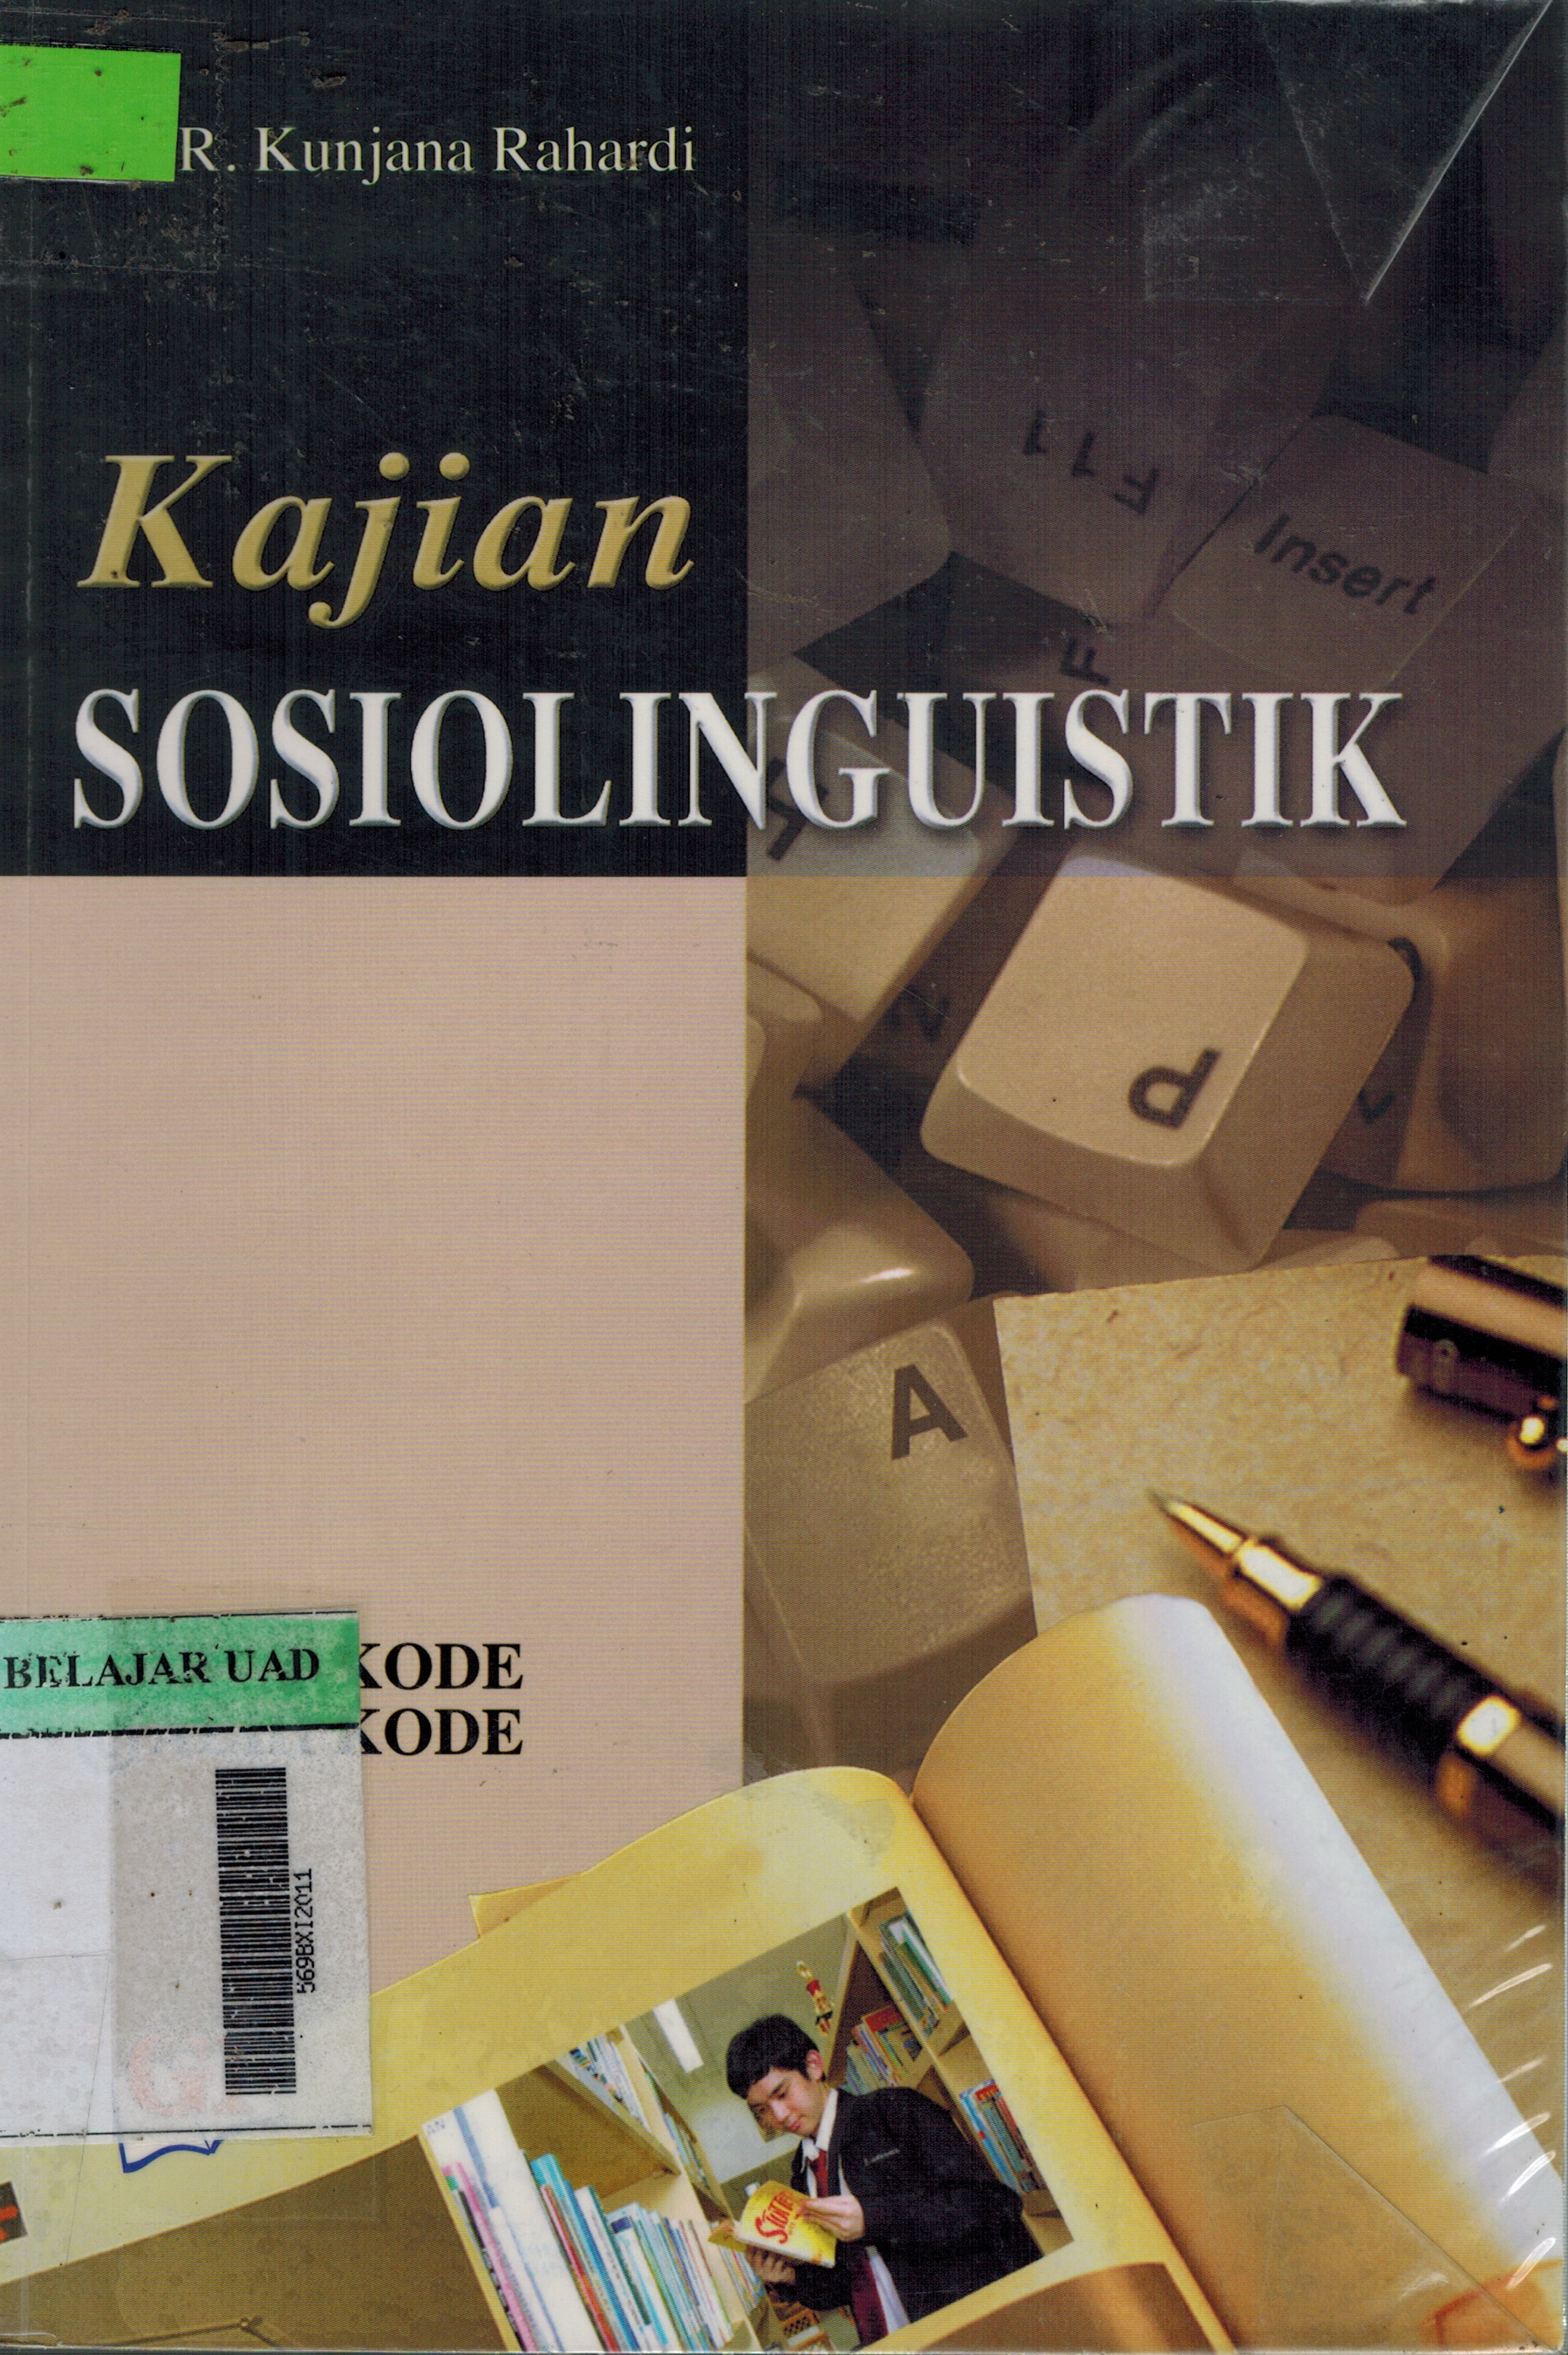 R. Kunjana Rahardi
F11
Insert
F
Kajian
SOSIOLINGUISTIK
P
A
BELAJAR UAD
KODE
KODE
569BXI2011